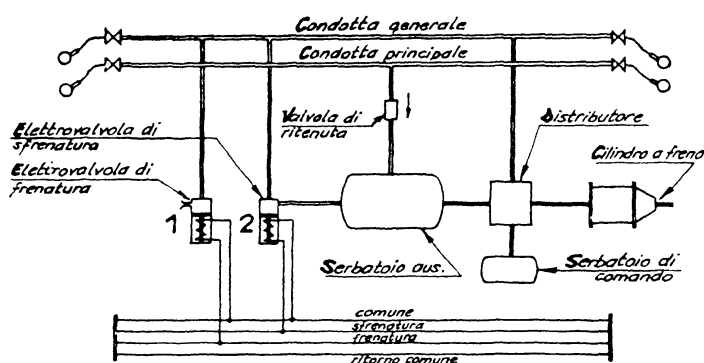 Condotta generale
Condotta principale
Valvola di
ritenuta
Distributore
Elettrovalvola di
sfrenatura
Cilindro a freno
Elettrovalvola di
frenatura
1
2
Serbatoio aus.
Serbatoio di
comando
comune
sfrenatura
frenatura
ritorno comune